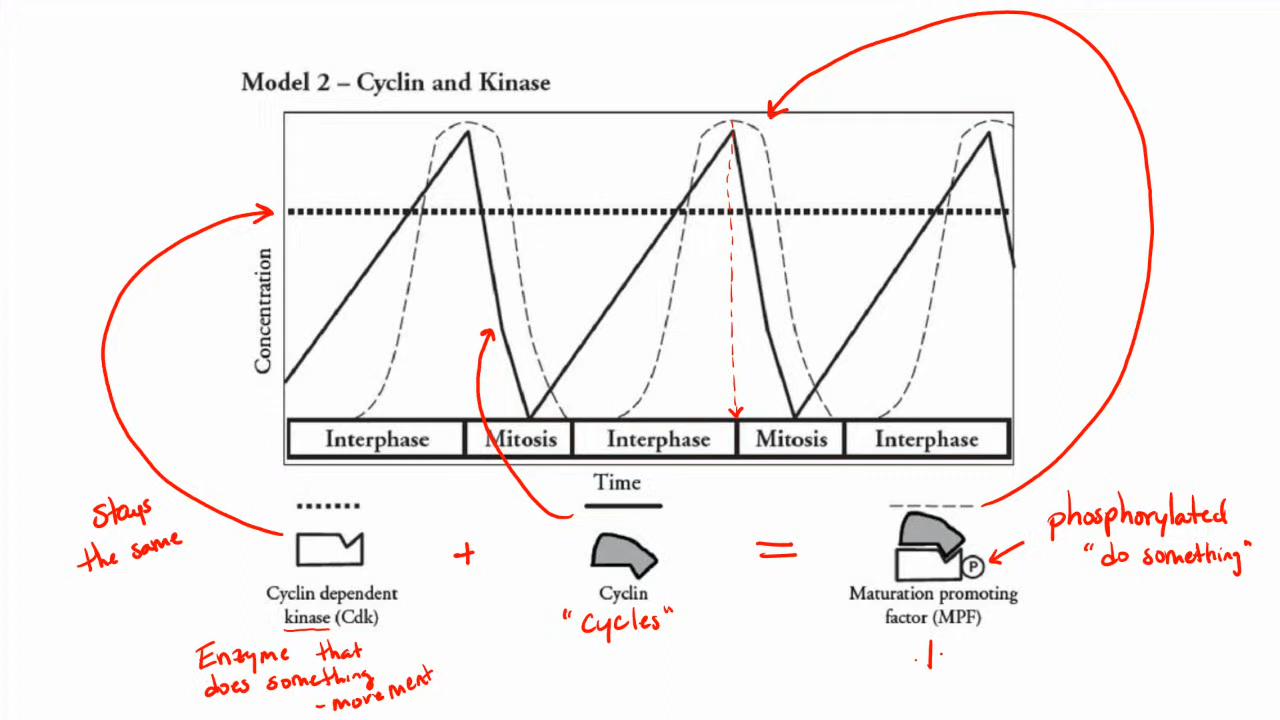 Model 2 – Cyclin and Kinase
Concentration
Interphase
Mitosis
Interphase
Mitosis
Interphase
Time
Stays
the same
+
=
P
phosphorylated
"do something"
Cyclin dependent
kinase (Cdk)
Cyclin
"Cycles"
Maturation promoting
factor (MPF)
Enzyme that
does something
- movement